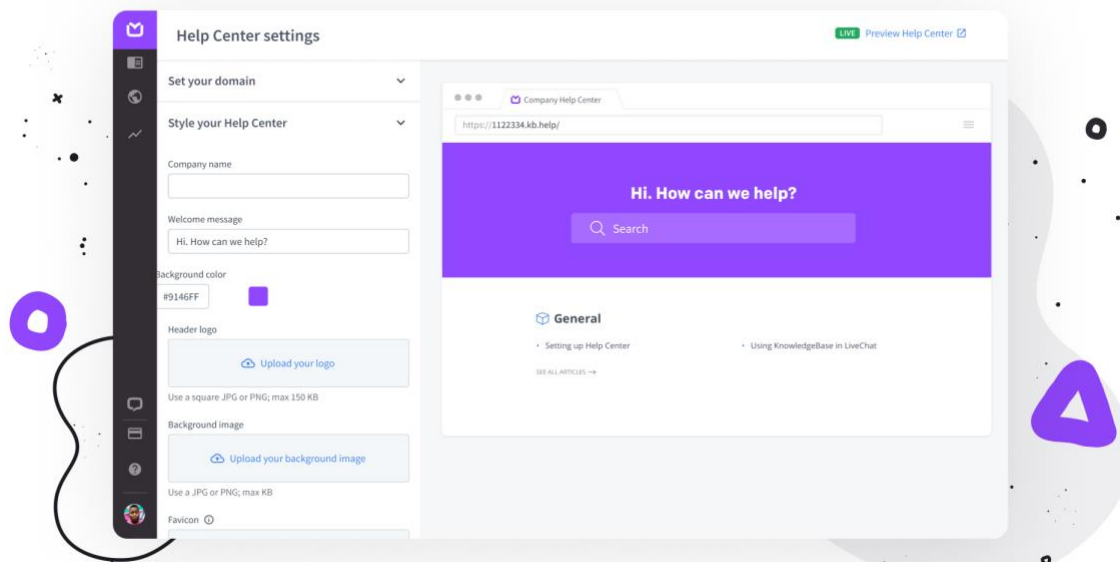 Help Center settings
LIVE Preview Help Center
Set your domain
Style your Help Center
Company name
Welcome message
Hi. How can we help?
Background color
#9146FF
Header logo
Upload your logo
Use a square JPG or PNG; max 150 KB
Background image
Upload your background image
Use a JPG or PNG; max KB
Favicon
Company Help Center
https://1122334.kb.help/
Hi. How can we help?
Search
General
• Setting up Help Center
• Using KnowledgeBase in LiveChat
SEE ALL ARTICLES →